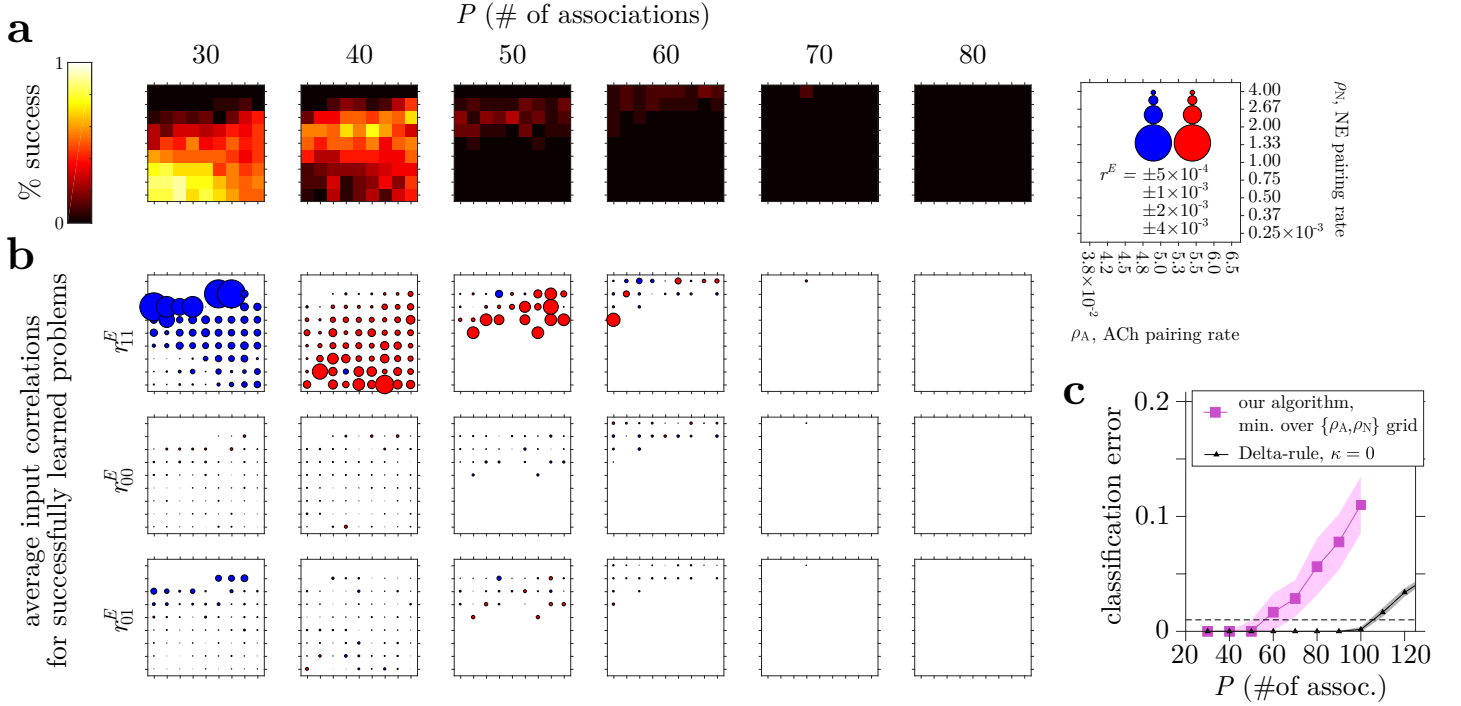 a
P (# of associations)
30 40 50 60 70 80
1
% success
0
4.00
2.67
2.00
1.33
1.00
0.75
0.50
0.37
0.25×10⁻³
ρN, NE pairing rate
r^E = ±5×10⁻⁴
±1×10⁻³
±2×10⁻³
±4×10⁻³
3.8×10⁻²
4.2
4.5
4.8
5.0
5.3
5.5
6.0
6.5
ρA, ACh pairing rate
b
average input correlations
for successfully learned problems
r^E_11
r^E_00
r^E_01
c
classification error
0.2
0.1
0
our algorithm,
min. over {ρA,ρN} grid
Delta-rule, κ = 0
20 40 60 80 100 120
P (#of assoc.)